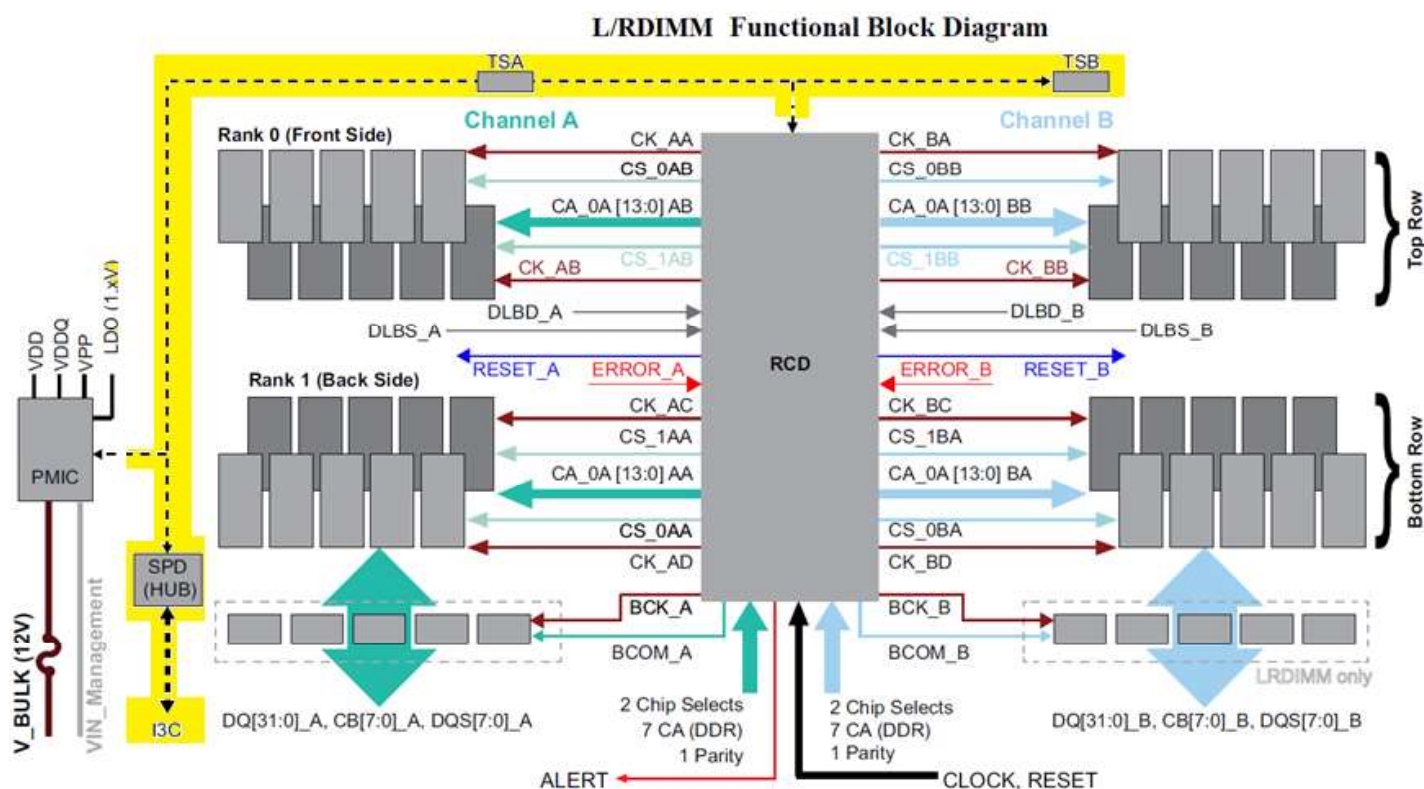 L/RDIMM Functional Block Diagram
TSA
TSB
Channel A
Channel B
Rank 0 (Front Side)
CK_AA
CK_BA
CS_0AB
CS_0BB
CA_0A [13:0] AB
CA_0A [13:0] BB
CS_1AB
CS_1BB
CK_AB
CK_BB
Top Row
DLBD_A
DLBD_B
DLBS_A
DLBS_B
RCD
RESET_A
ERROR_A
ERROR_B
RESET_B
VDD
VDDQ
VPP
LDO (1.xV)
PMIC
Rank 1 (Back Side)
CK_AC
CK_BC
CS_1AA
CS_1BA
CA_0A [13:0] AA
CA_0A [13:0] BA
CS_0AA
CS_0BA
CK_AD
CK_BD
Bottom Row
SPD
(HUB)
V_BULK (12V)
VIN_Management
I3C
BCK_A
BCK_B
BCOM_A
BCOM_B
LRDIMM only
DQ[31:0]_A, CB[7:0]_A, DQS[7:0]_A
2 Chip Selects
7 CA (DDR)
1 Parity
2 Chip Selects
7 CA (DDR)
1 Parity
DQ[31:0]_B, CB[7:0]_B, DQS[7:0]_B
ALERT
CLOCK, RESET